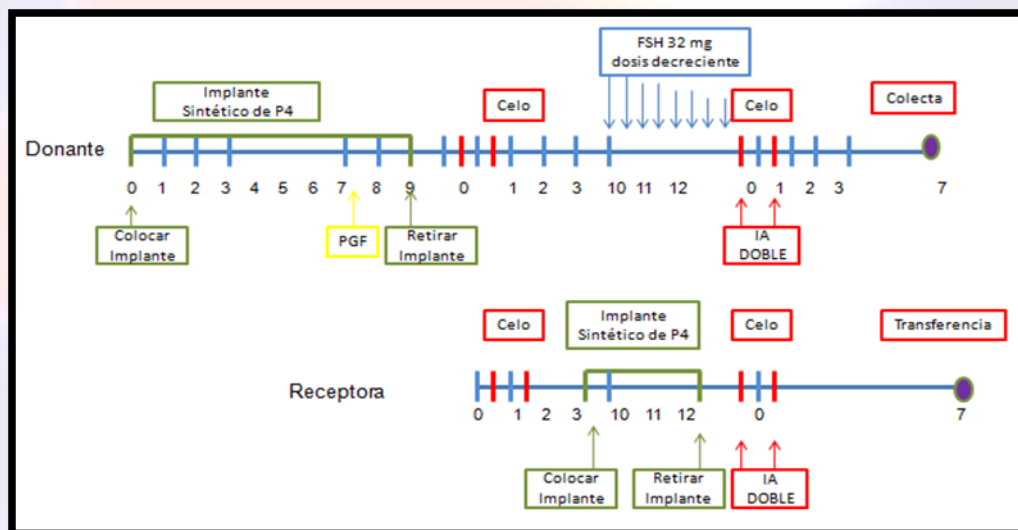 FSH 32 mg
dosis decreciente
Implante
Sintético de P4
Celo
Celo
Colecta
Donante
0 1 2 3 4 5 6 7 8 9 0 1 2 3 10 11 12 0 1 2 3 7
Colocar
Implante
PGF
Retirar
Implante
IA
DOBLE
Celo
Implante
Sintético de P4
Celo
Transferencia
Receptora
0 1 2 3 10 11 12 0 7
Colocar
Implante
Retirar
Implante
IA
DOBLE